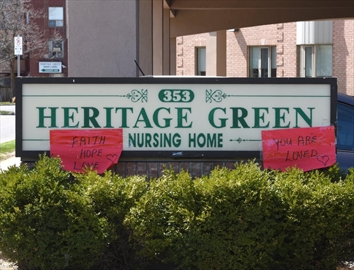 353
HERITAGE GREEN
NURSING HOME
FAITH
HOPE
LOVE
YOU ARE
LOVED